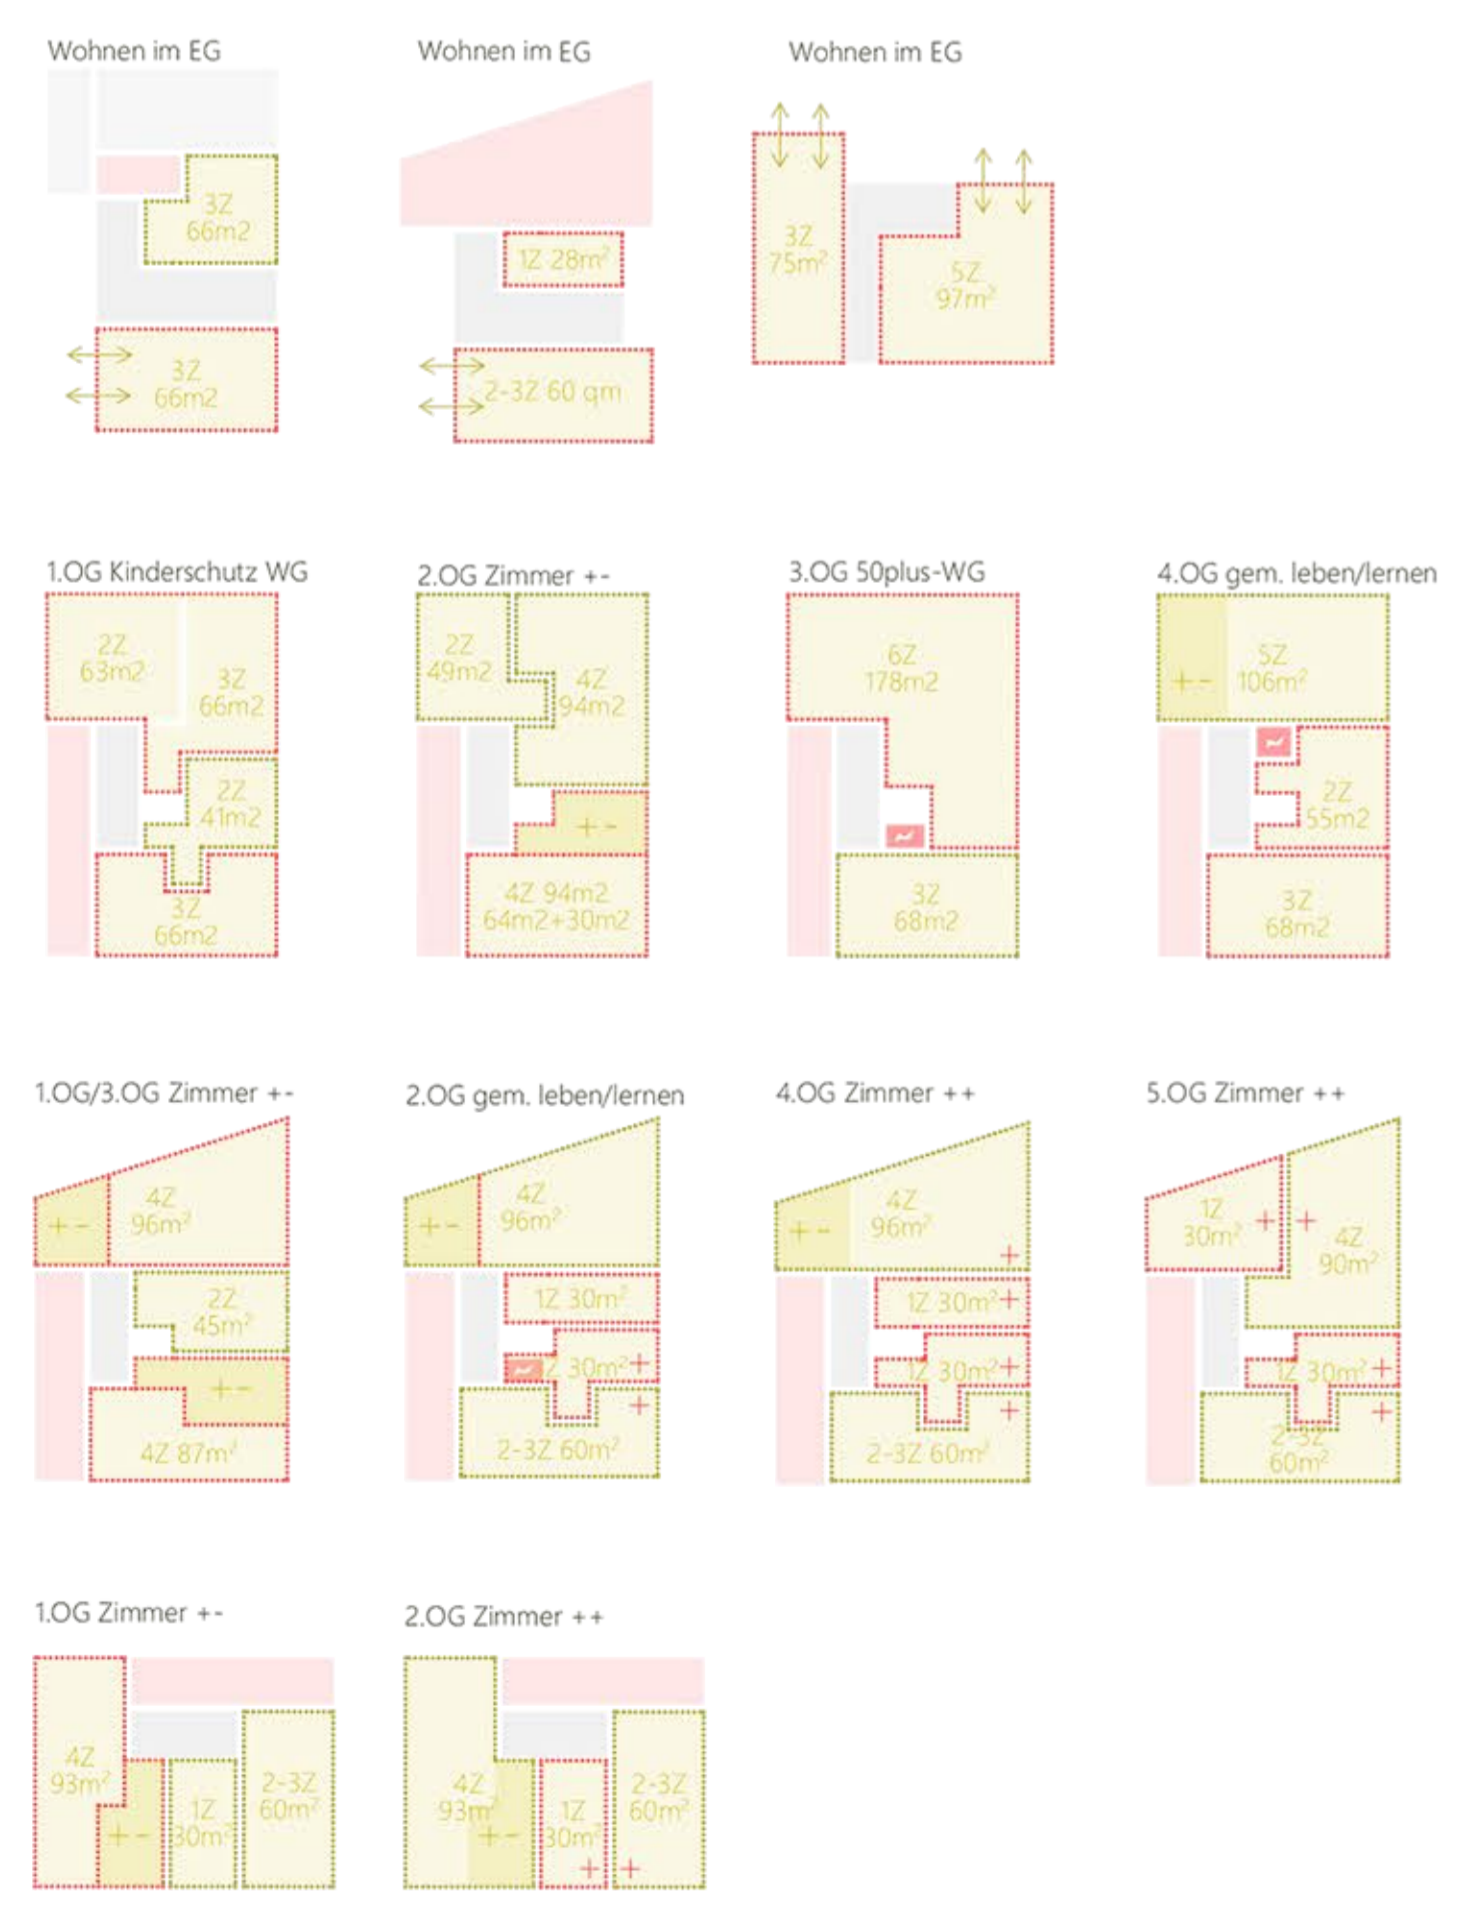 Wohnen im EG
3Z
66m2
3Z
66m2
Wohnen im EG
1Z 28m²
2-3Z 60 qm
Wohnen im EG
3Z
75m²
5Z
97m²
1.OG Kinderschutz WG
2Z
63m2
3Z
66m2
2Z
41m2
3Z
66m2
2.OG Zimmer +-
2Z
49m2
4Z
94m2
+-
4Z 94m2
64m2+30m2
3.OG 50plus-WG
6Z
178m2
3Z
68m2
4.OG gem. leben/lernen
+-
5Z
106m²
2Z
55m2
3Z
68m2
1.OG/3.OG Zimmer +-
+-
4Z
96m²
2Z
45m²
+-
4Z 87m²
2.OG gem. leben/lernen
+-
4Z
96m²
1Z 30m²
Z 30m²+
+
2-3Z 60m²
4.OG Zimmer ++
+-
4Z
96m²
+
1Z 30m²+
1Z 30m²+
+
2-3Z 60m²
5.OG Zimmer ++
1Z
30m²
+
+
4Z
90m²
1Z 30m²+
+
2-3Z
60m²
1.OG Zimmer +-
4Z
93m²
+-
1Z
30m²
2-3Z
60m²
2.OG Zimmer ++
4Z
93m²
+-
1Z
30m²
+
2-3Z
60m²
+